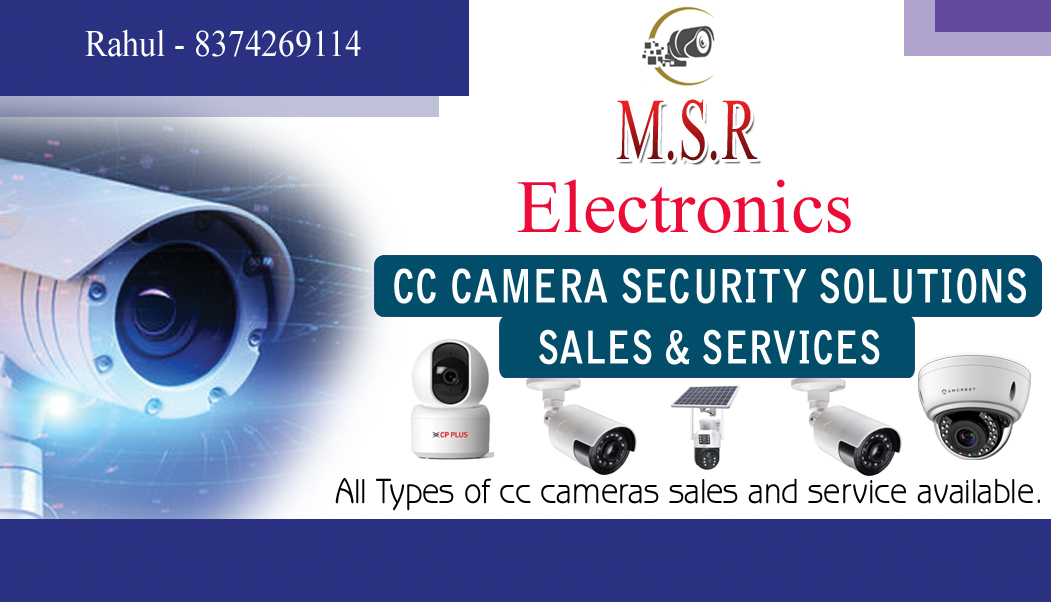 Rahul - 8374269114
M.S.R
Electronics
CC CAMERA SECURITY SOLUTIONS
SALES & SERVICES
CP PLUS
AMCREST
All Types of cc cameras sales and service available.